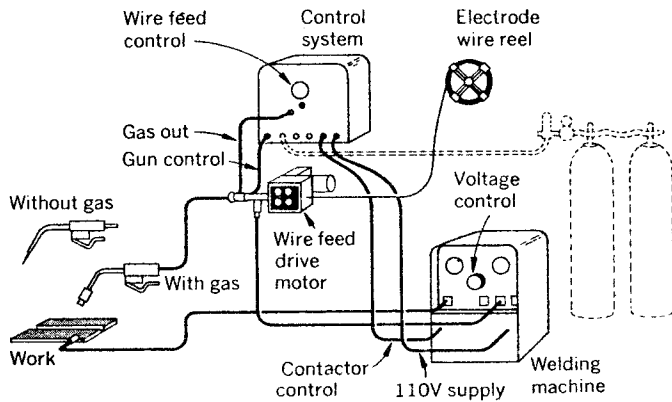 Wire feed
control
Control
system
Electrode
wire reel
Gas out
Gun control
Without gas
Voltage
control
Wire feed
drive
motor
With gas
Work
Contactor
control
110V supply
Welding
machine